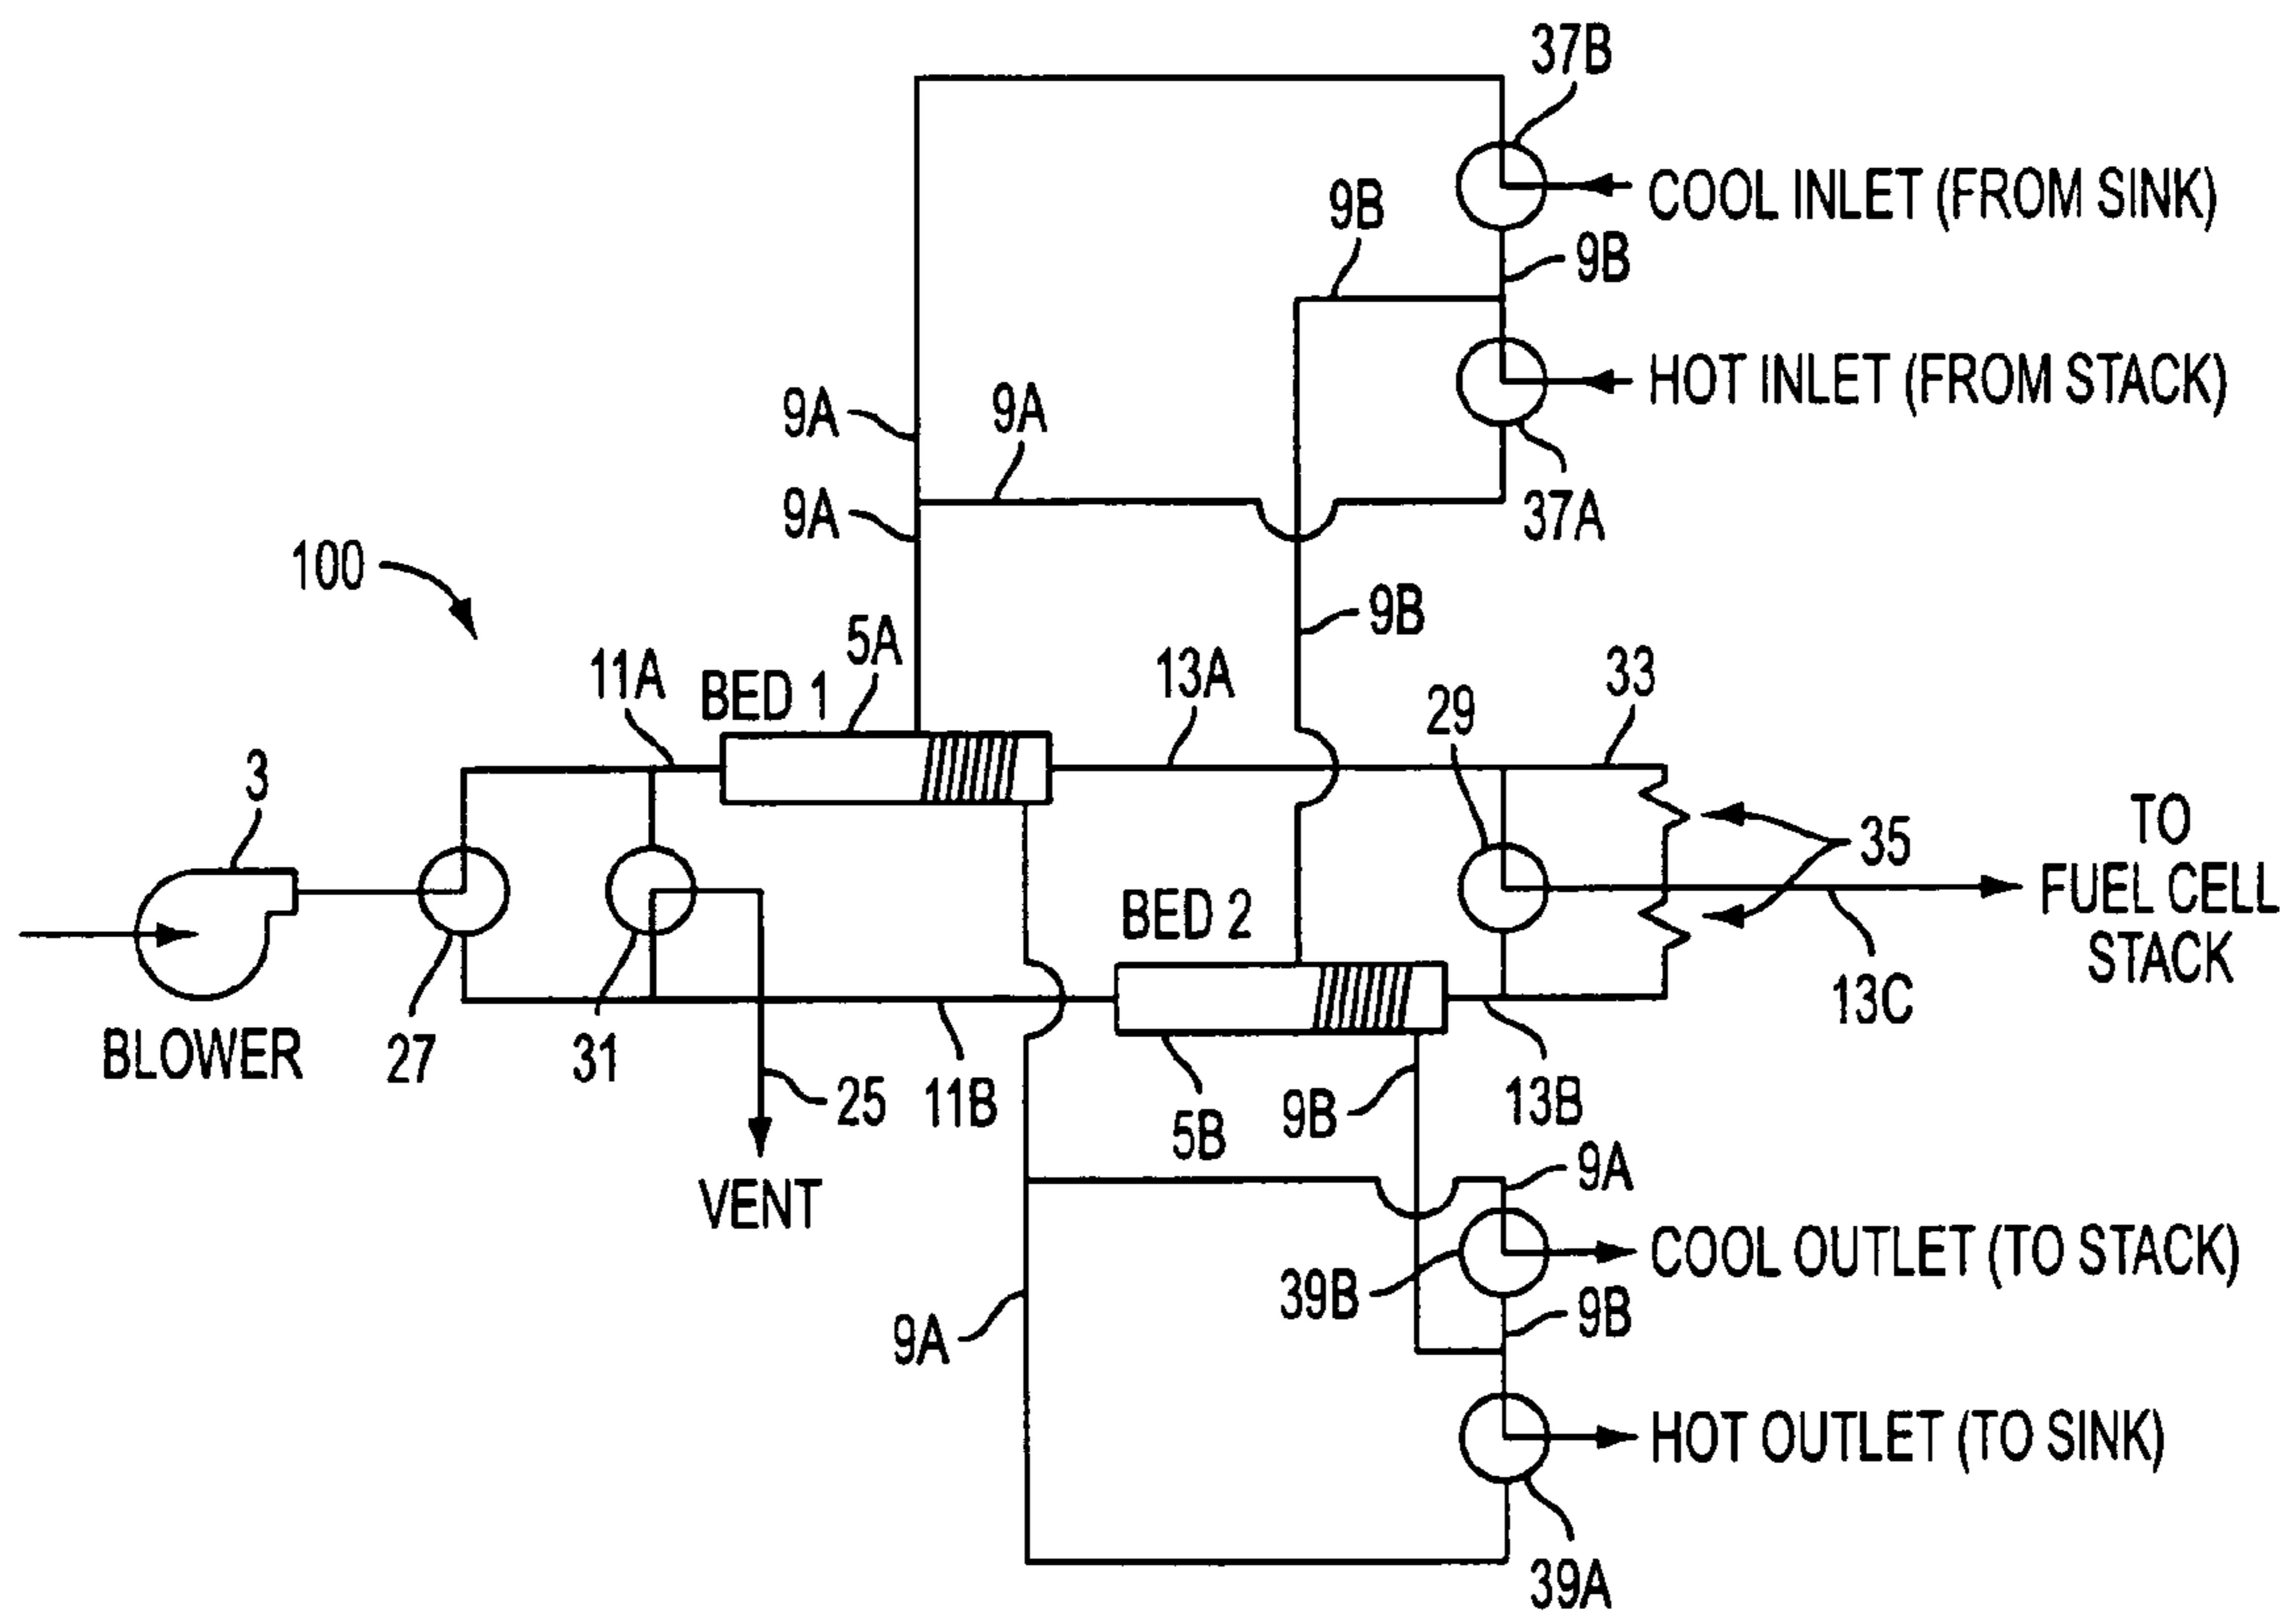 37B
COOL INLET (FROM SINK)
9B
9B
HOT INLET (FROM STACK)
9A
9A
9A
37A
100
9B
5A
11A
BED 1
13A
33
29
3
TO
FUEL CELL
STACK
35
BED 2
13C
BLOWER
27
31
25
11B
9B
13B
5B
VENT
9A
COOL OUTLET (TO STACK)
39B
9B
9A
HOT OUTLET (TO SINK)
39A